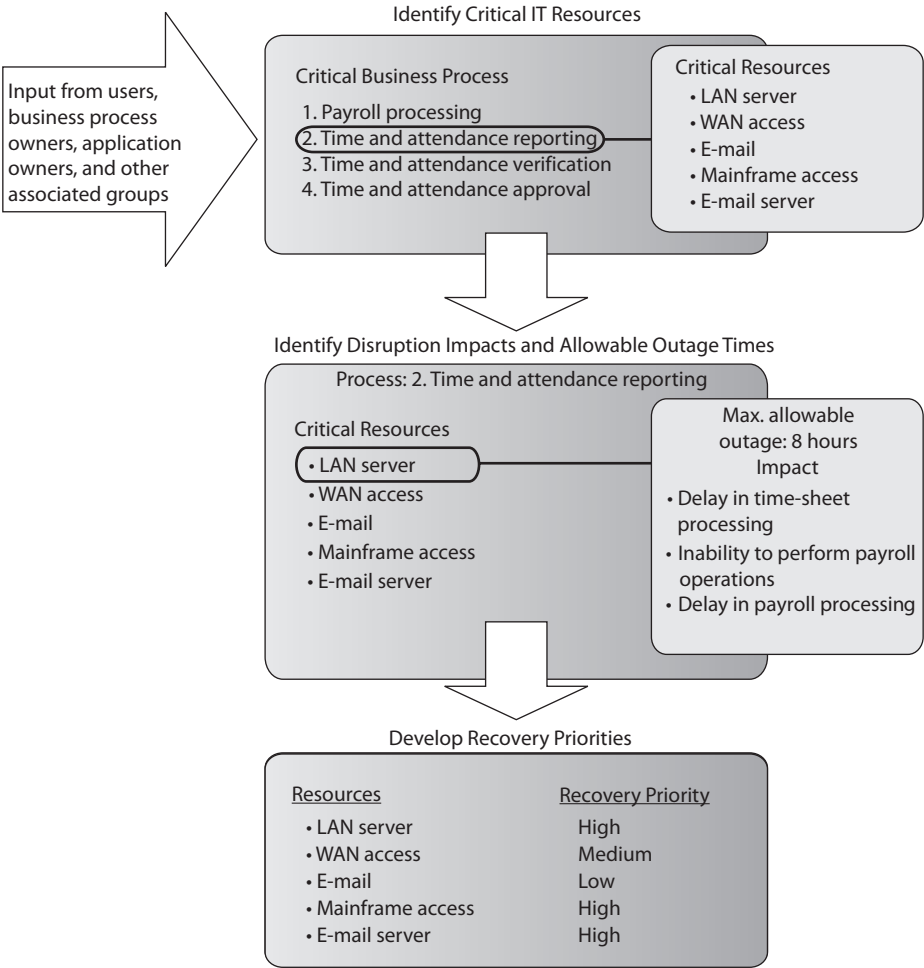 Identify Critical IT Resources
Input from users,
business process
owners, application
owners, and other
associated groups
Critical Business Process
1. Payroll processing
2. Time and attendance reporting
3. Time and attendance verification
4. Time and attendance approval
Critical Resources
• LAN server
• WAN access
• E-mail
• Mainframe access
• E-mail server
Identify Disruption Impacts and Allowable Outage Times
Process: 2. Time and attendance reporting
Critical Resources
• LAN server
• WAN access
• E-mail
• Mainframe access
• E-mail server
Max. allowable
outage: 8 hours
Impact
• Delay in time-sheet
processing
• Inability to perform payroll
operations
• Delay in payroll processing
Develop Recovery Priorities
Resources Recovery Priority
• LAN server High
• WAN access Medium
• E-mail Low
• Mainframe access High
• E-mail server High